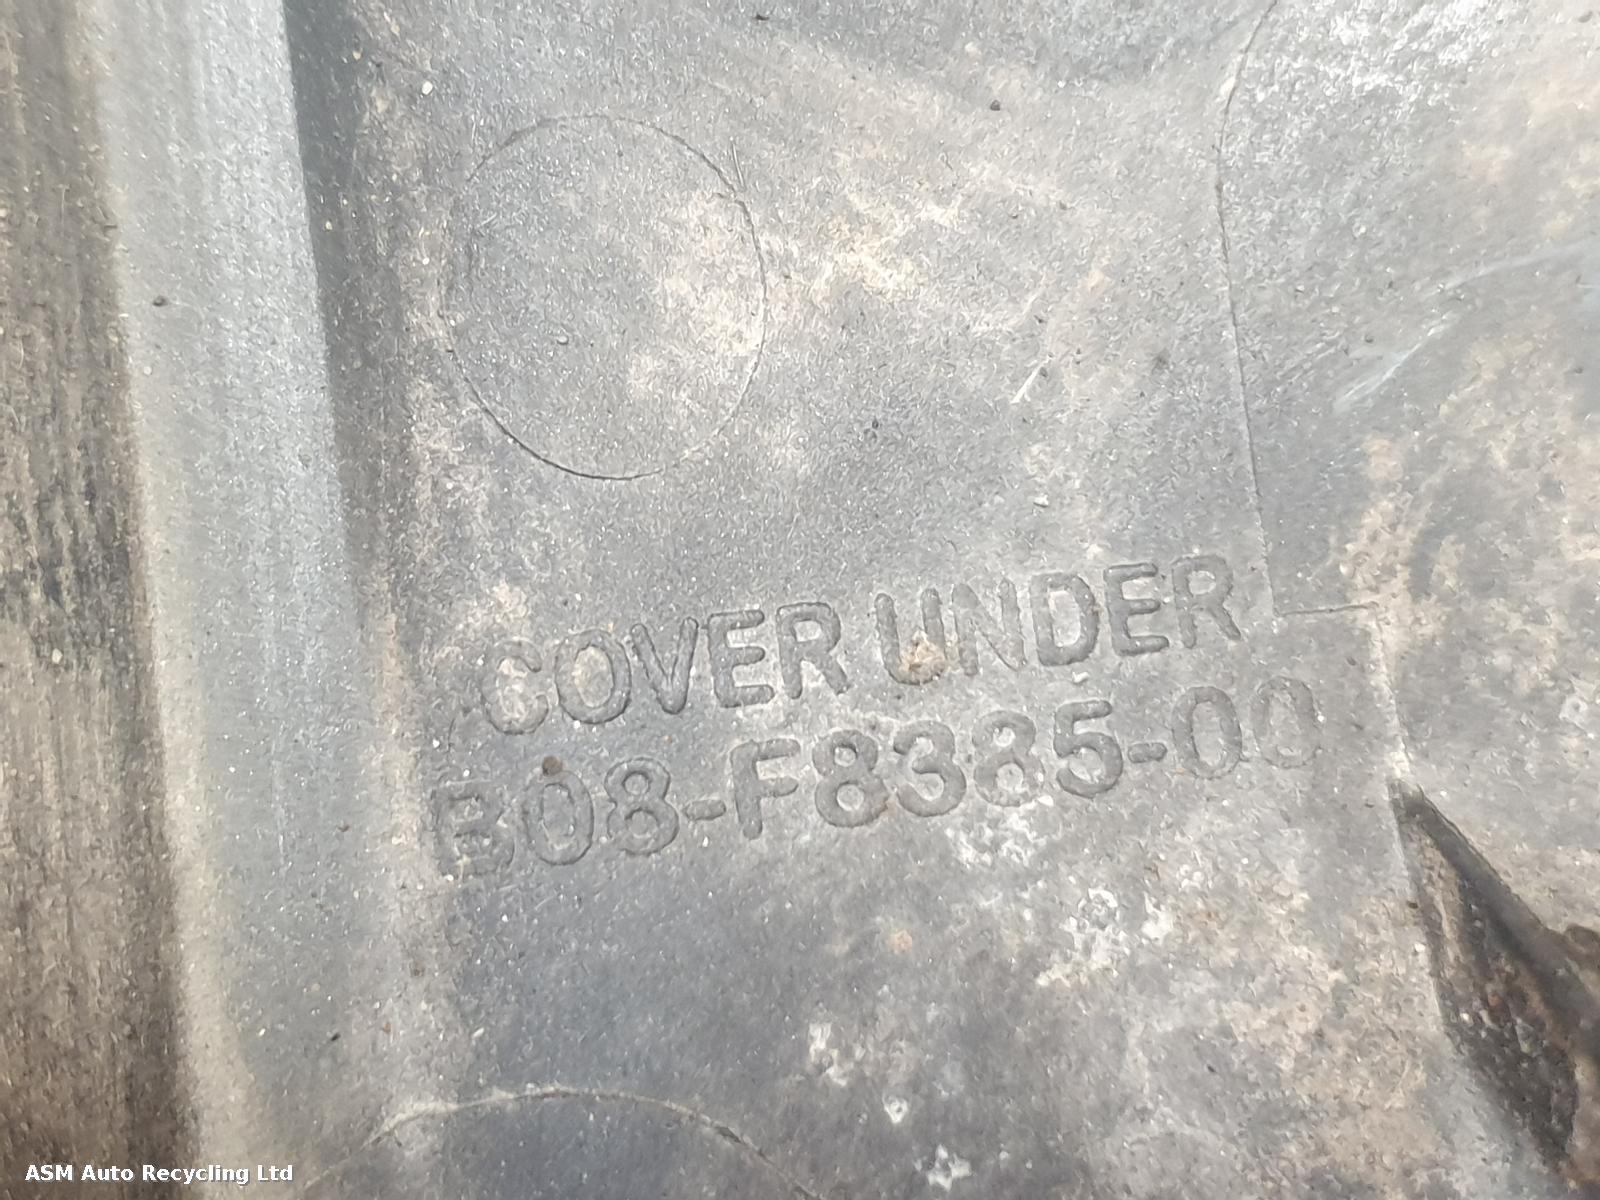 COVER UNDER
B08-F8385-00
ASM Auto Recycling Ltd